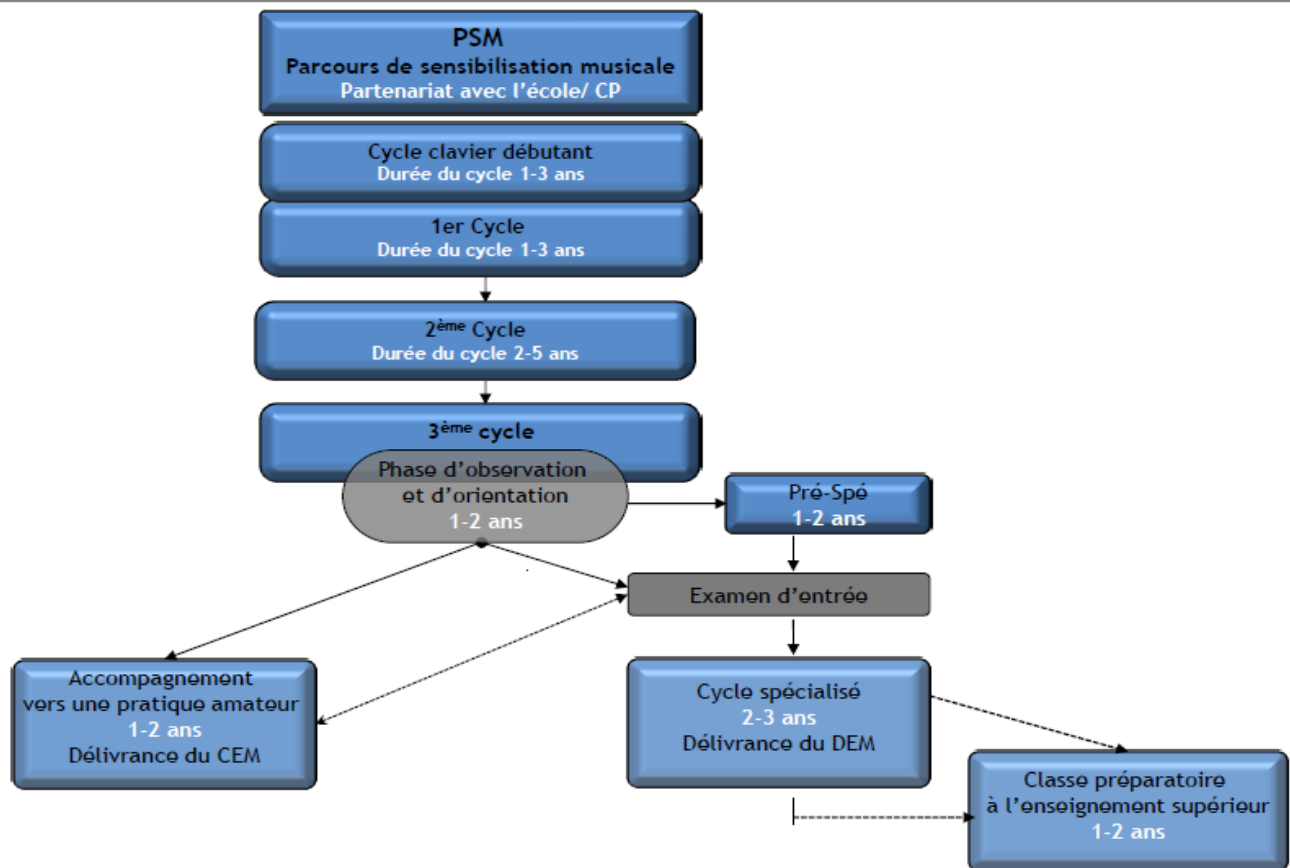 PSM
Parcours de sensibilisation musicale
Partenariat avec l’école/ CP
Cycle clavier débutant
Durée du cycle 1-3 ans
1er Cycle
Durée du cycle 1-3 ans
2ème Cycle
Durée du cycle 2-5 ans
3ème cycle
Phase d’observation
et d’orientation
1-2 ans
Pré-Spé
1-2 ans
Examen d’entrée
Accompagnement
vers une pratique amateur
1-2 ans
Délivrance du CEM
Cycle spécialisé
2-3 ans
Délivrance du DEM
Classe préparatoire
à l’enseignement supérieur
1-2 ans